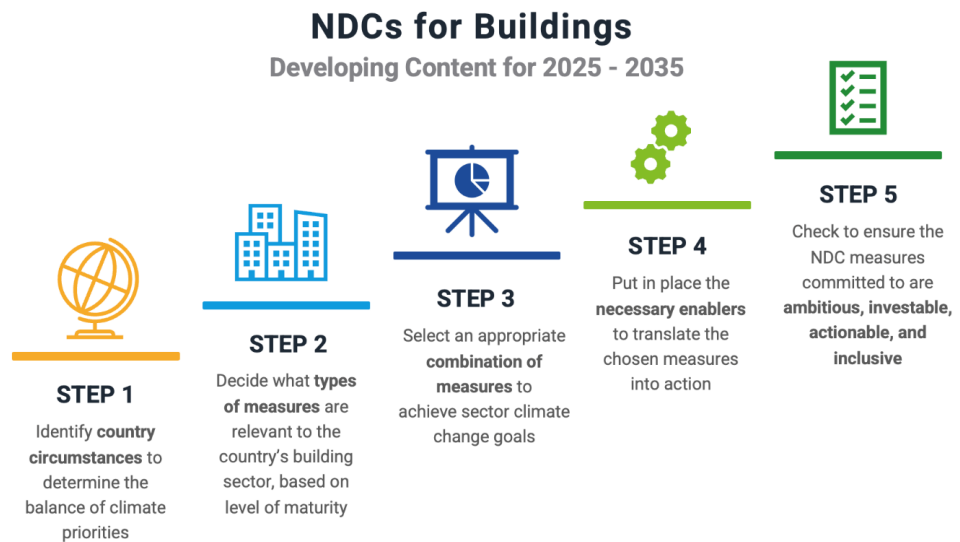 NDCs for Buildings
Developing Content for 2025 - 2035
STEP 1
Identify country
circumstances to
determine the
balance of climate
priorities
STEP 2
Decide what types
of measures are
relevant to the
country's building
sector, based on
level of maturity
STEP 3
Select an appropriate
combination of
measures to
achieve sector climate
change goals
STEP 4
Put in place the
necessary enablers
to translate the
chosen measures
into action
STEP 5
Check to ensure the
NDC measures
committed to are
ambitious, investable,
actionable, and
inclusive